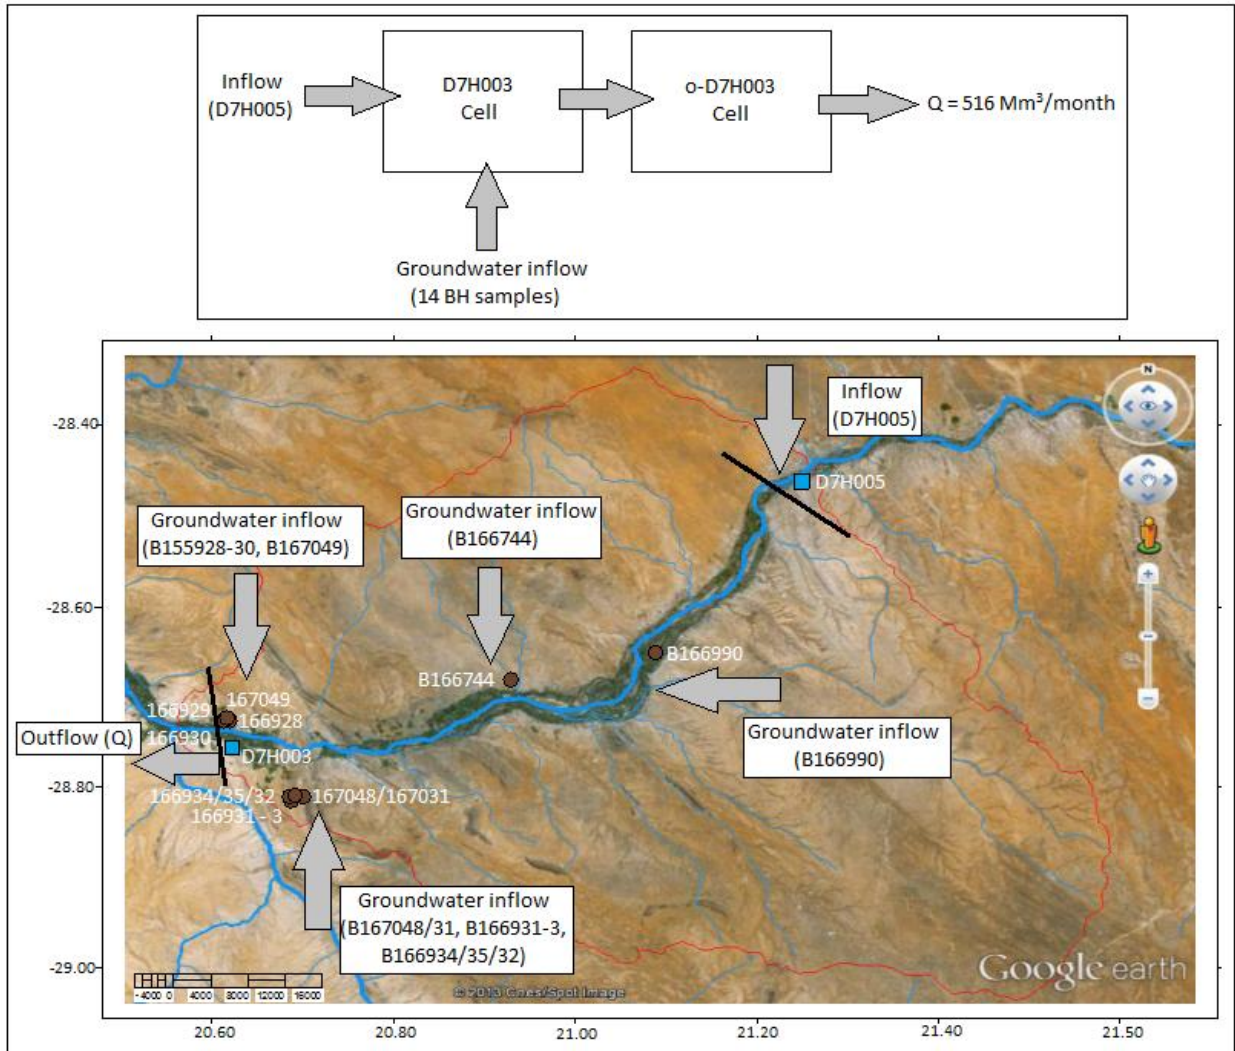 Inflow
(D7H005)
D7H003
Cell
o-D7H003
Cell
Q = 516 Mm³/month
Groundwater inflow
(14 BH samples)
-28.40
-28.60
-28.80
-29.00
N
Inflow
(D7H005)
D7H005
Groundwater inflow
(B155928-30, B167049)
Groundwater inflow
(B166744)
B166990
B166744
167049
166929
166928
166930
Outflow (Q)
D7H003
Groundwater inflow
(B166990)
166934/35/32
167048/167031
166931 - 3
Groundwater inflow
(B167048/31, B166931-3,
B166934/35/32)
Google earth
-4000 0 4000 8000 12000 16000
© 2013 Cnes/Spot Image
20.60
20.80
21.00
21.20
21.40
21.50